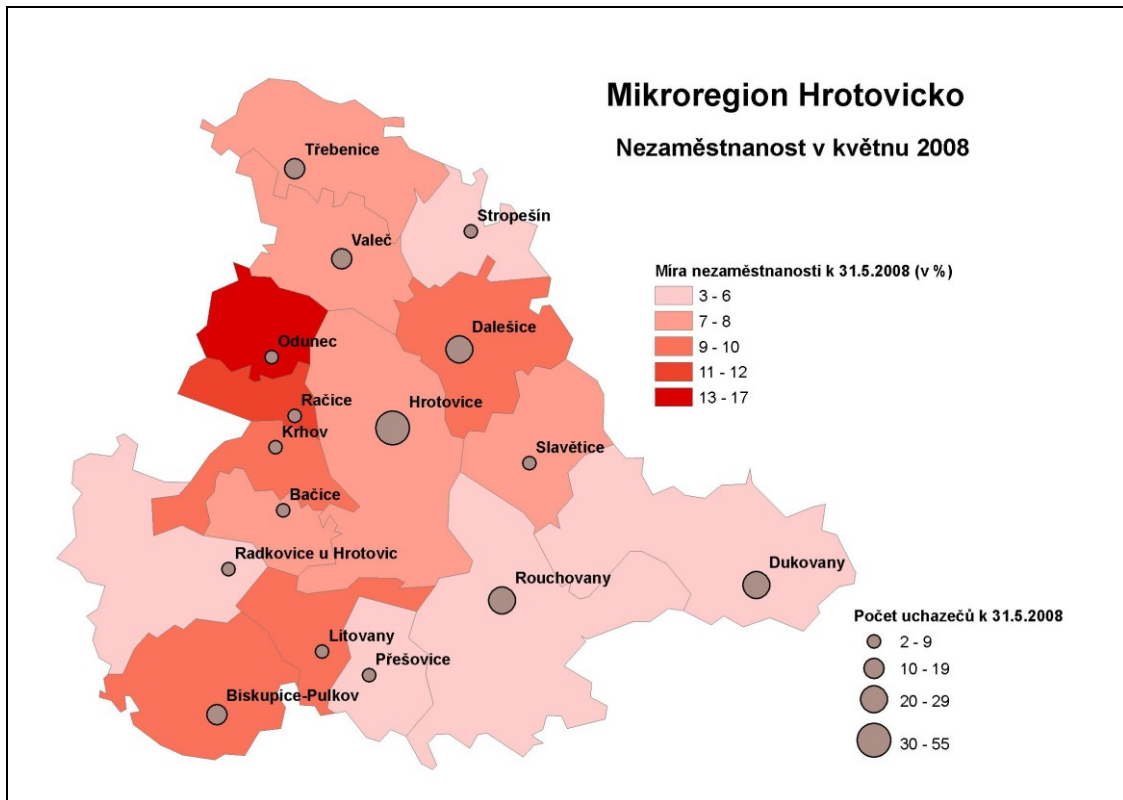 Mikroregion Hrotovicko
Nezaměstnanost v květnu 2008
Třebenice
Stropešín
Valeč
Míra nezaměstnanosti k 31.5.2008 (v %)
3 - 6
7 - 8
9 - 10
11 - 12
13 - 17
Dalešice
Odunec
Hrotovice
Račice
Krhov
Slavětice
Bačice
Radkovice u Hrotovic
Dukovany
Rouchovany
Počet uchazečů k 31.5.2008
2 - 9
10 - 19
20 - 29
30 - 55
Litovany
Přešovice
Biskupice-Pulkov